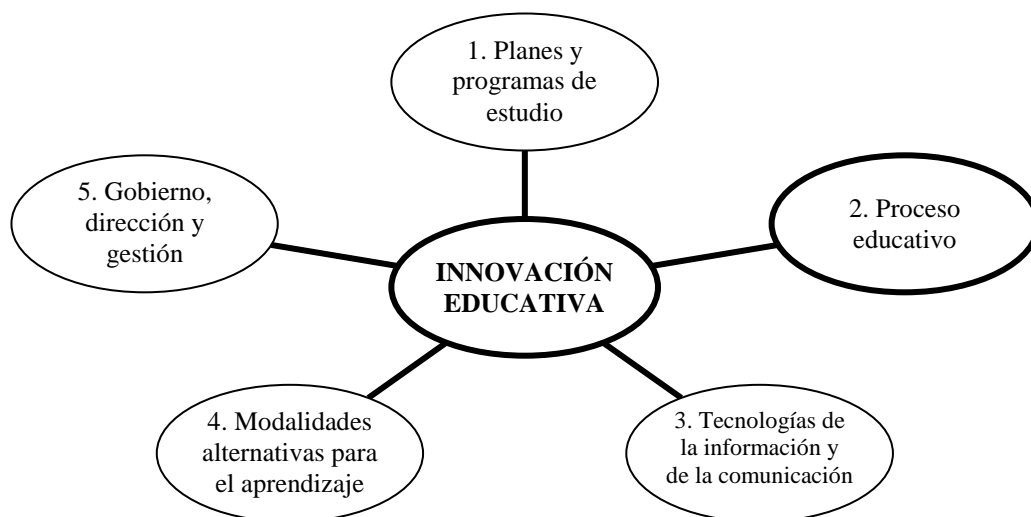 1. Planes y
programas de
estudio
2. Proceso
educativo
INNOVACIÓN
EDUCATIVA
3. Tecnologías de
la información y
de la comunicación
4. Modalidades
alternativas para
el aprendizaje
5. Gobierno,
dirección y
gestión